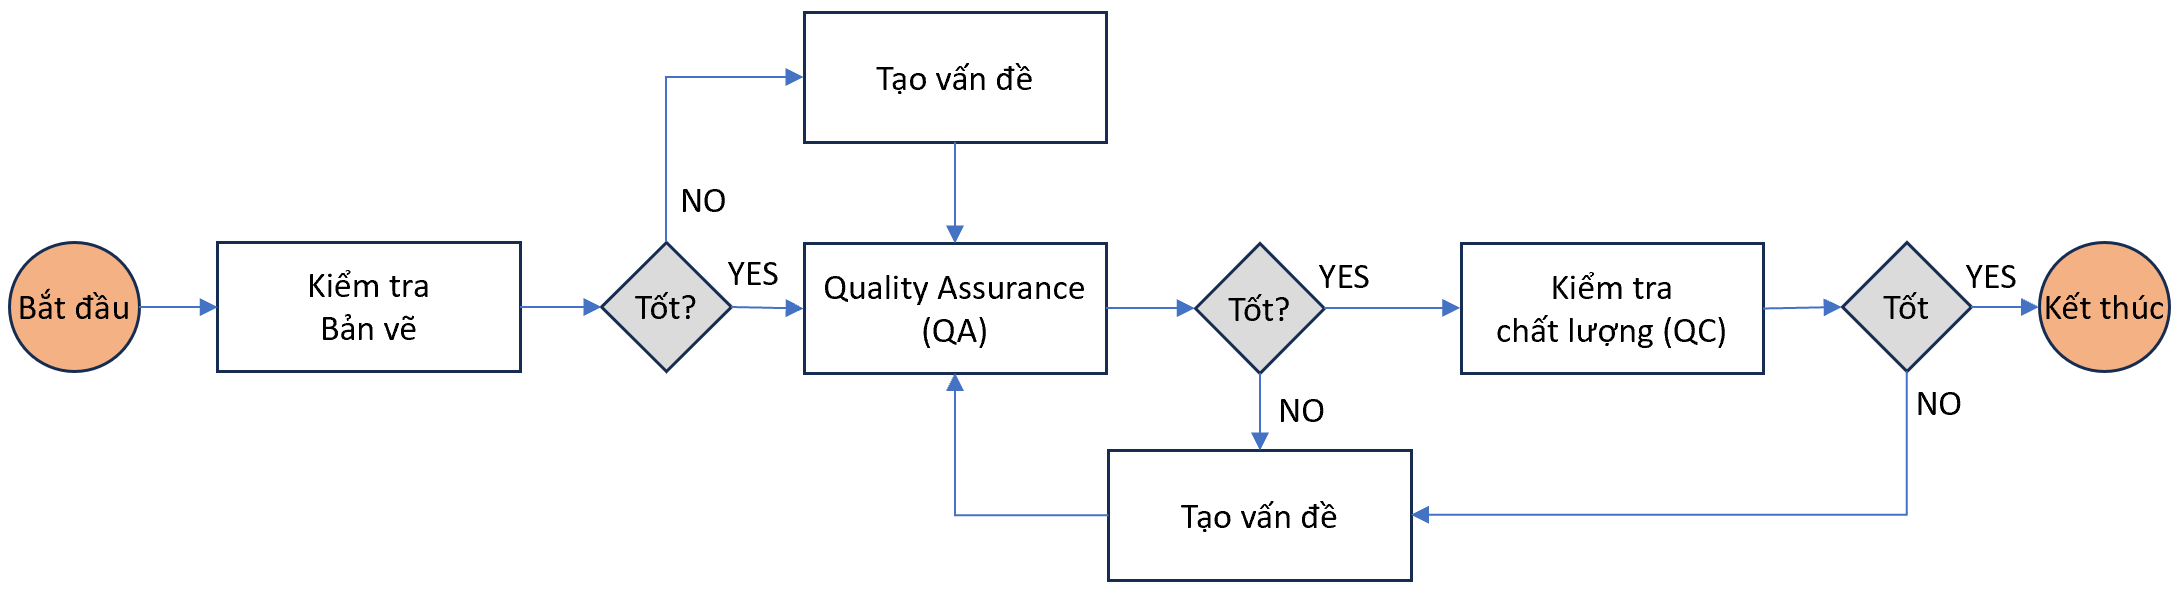 Tạo vấn đề
NO
Bắt đầu
Kiểm tra
Bản vẽ
Tốt?
YES
Quality Assurance
(QA)
Tốt?
YES
Kiểm tra
chất lượng (QC)
Tốt
YES
Kết thúc
NO
NO
Tạo vấn đề